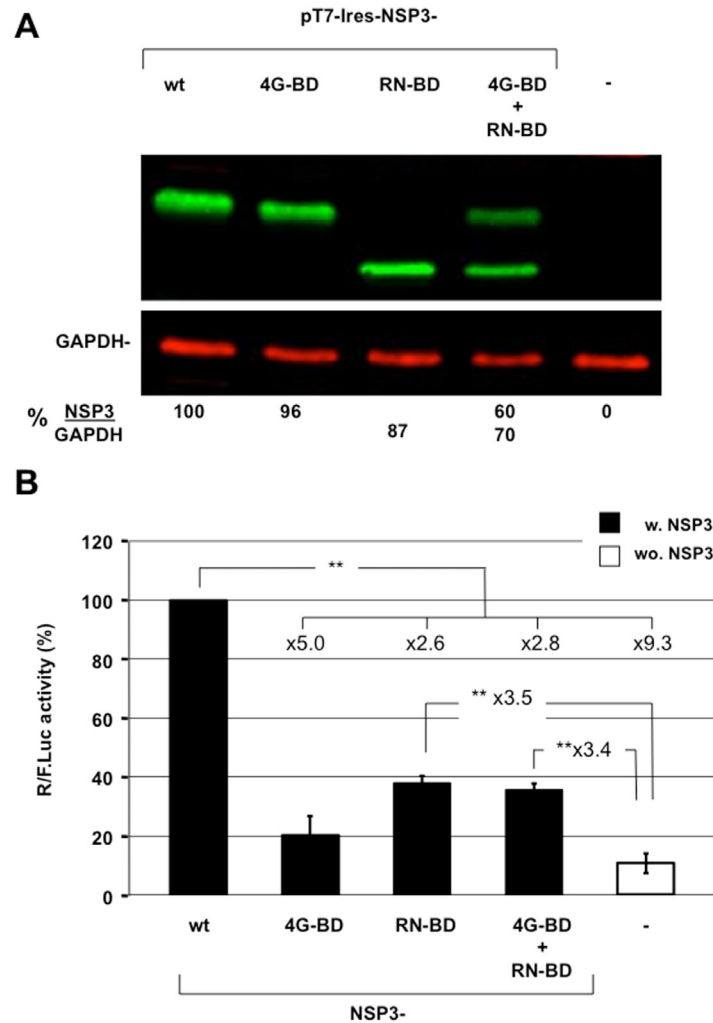 A
pT7-Ires-NSP3-
wt 4G-BD RN-BD 4G-BD -
+
RN-BD
GAPDH-
% NSP3 100 96 60 0
GAPDH 87 70
B
w. NSP3
wo. NSP3
R/F.Luc activity (%)
120
100
80
60
40
20
0
**
x5.0 x2.6 x2.8 x9.3
** x3.5
**x3.4
wt 4G-BD RN-BD 4G-BD -
+
RN-BD
NSP3-